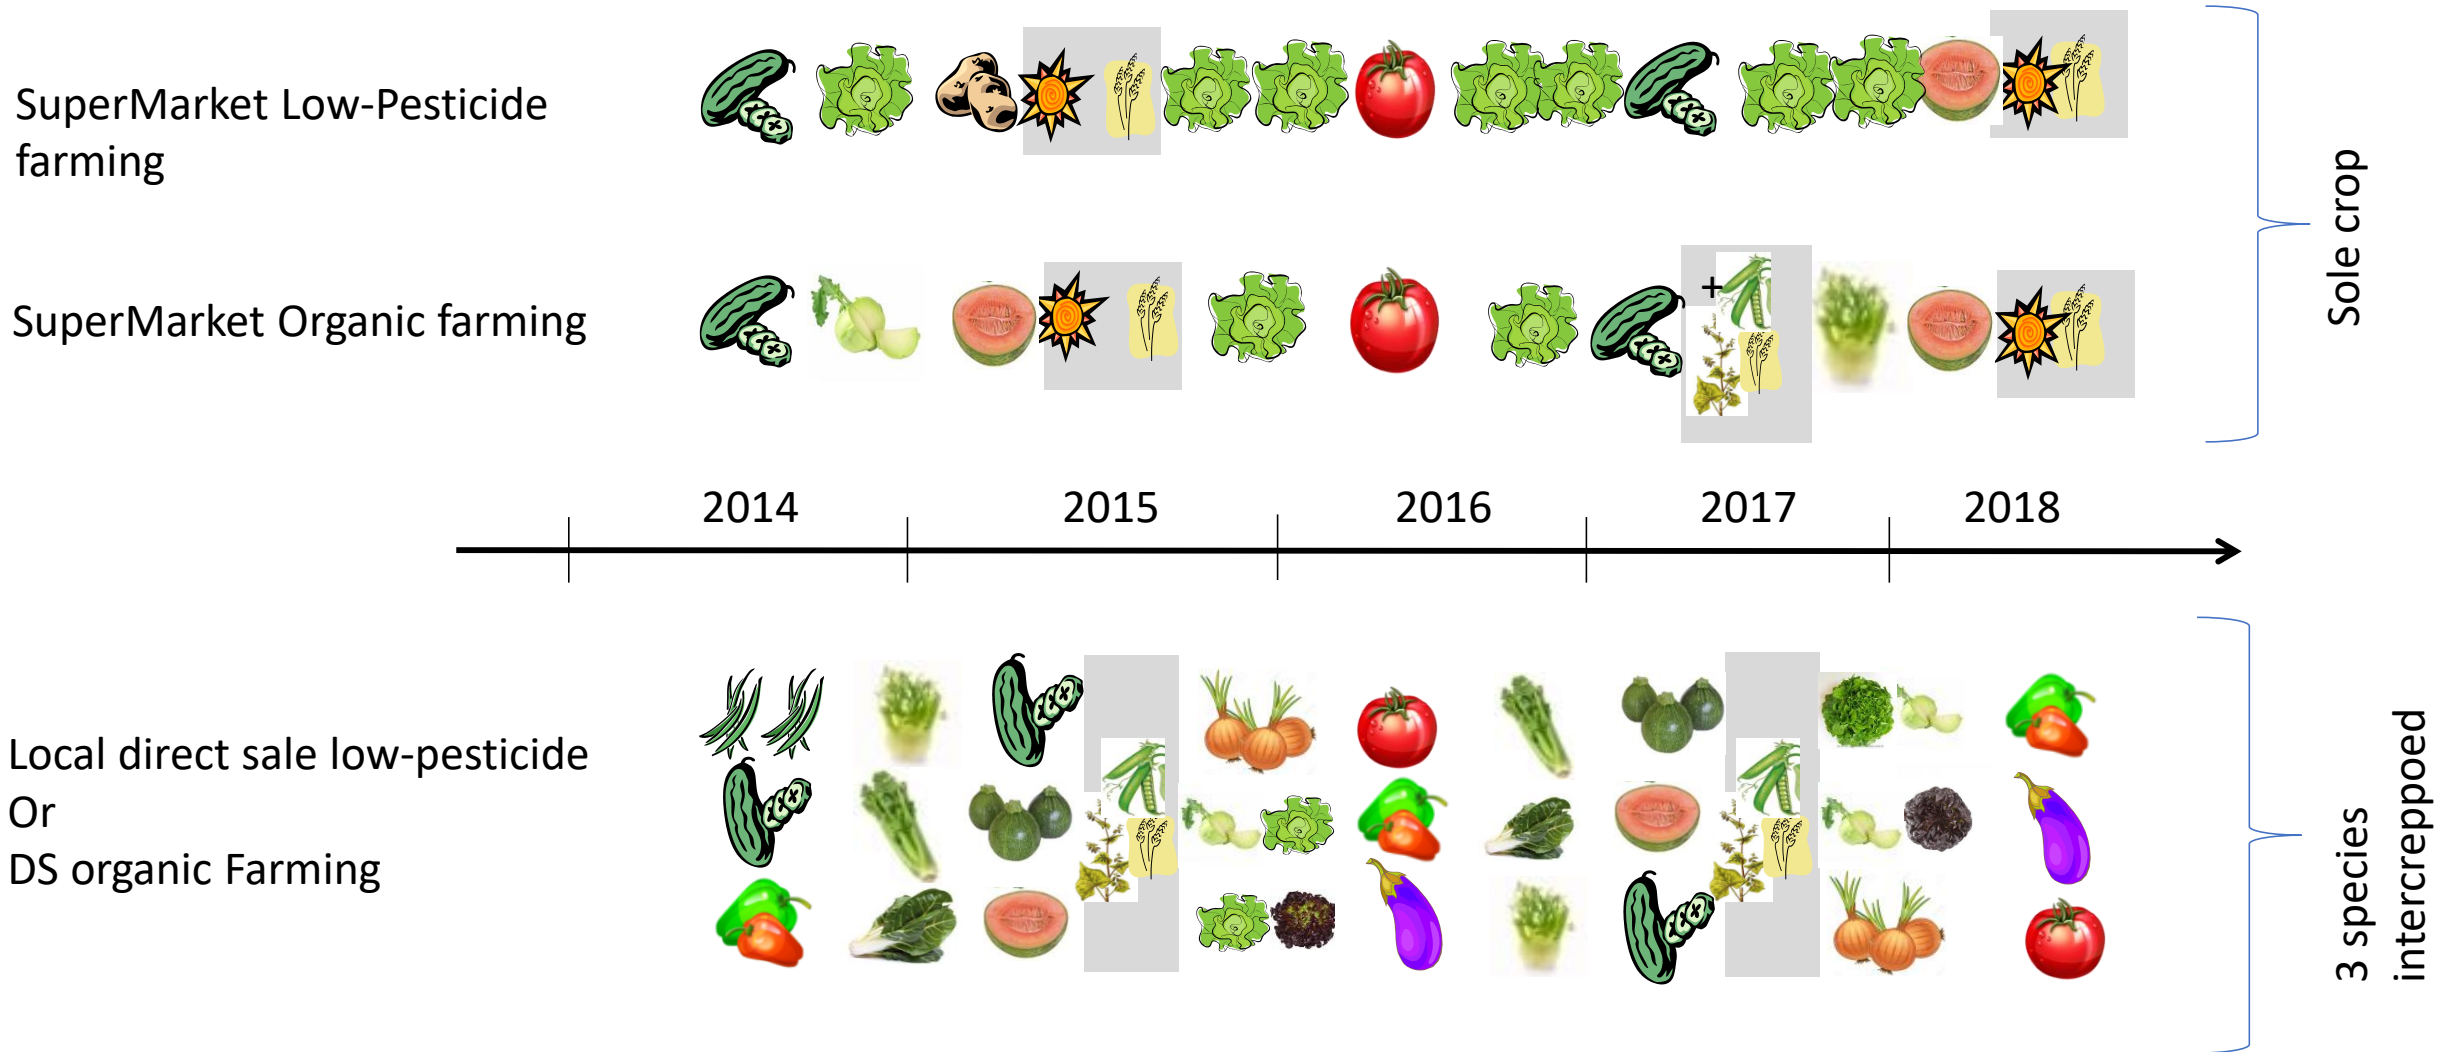 SuperMarket Low-Pesticide
farming
SuperMarket Organic farming
+
Sole crop
2014 2015 2016 2017 2018
Local direct sale low-pesticide
Or
DS organic Farming
3 species
intercreppoed